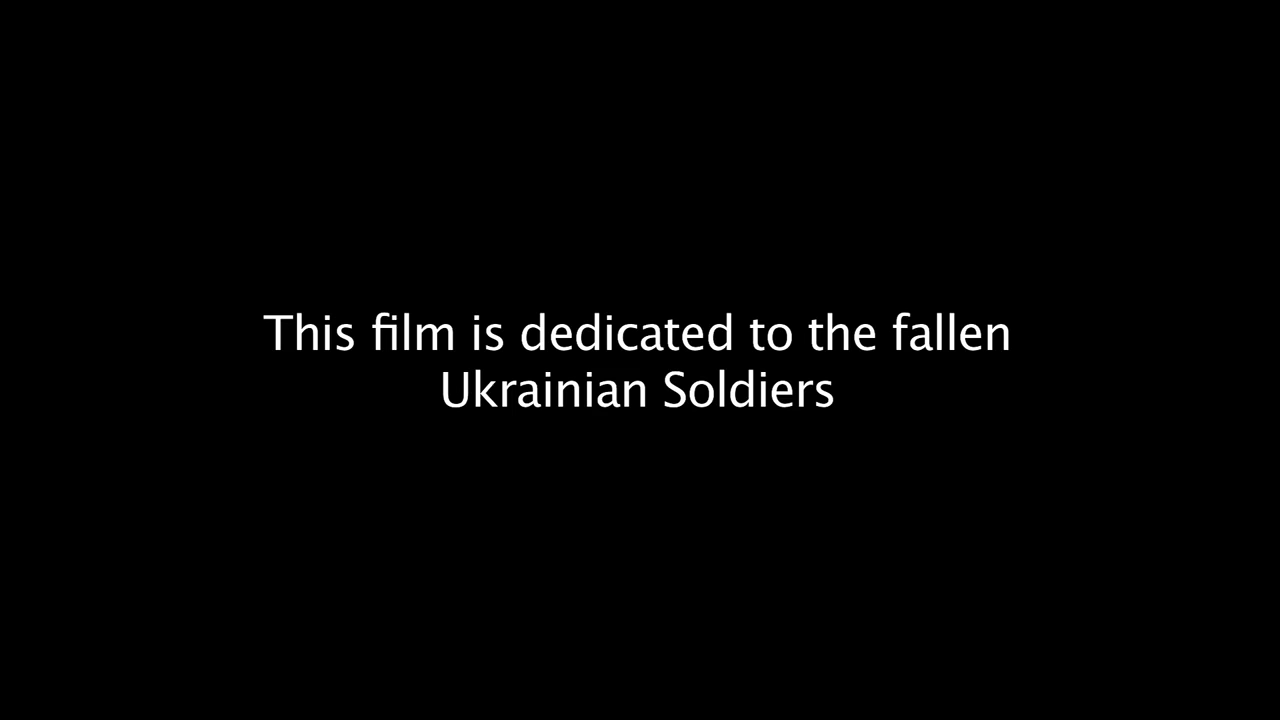 This film is dedicated to the fallen
Ukrainian Soldiers